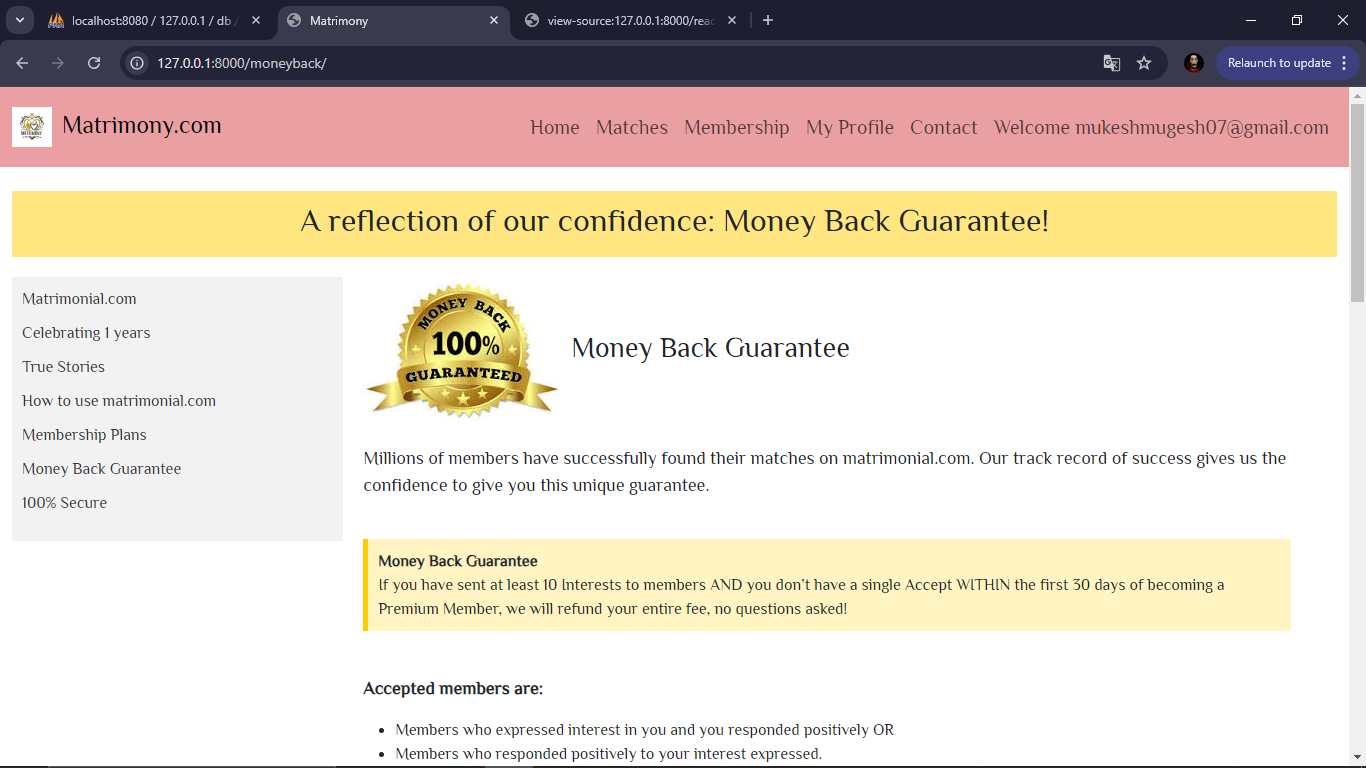 localhost:8080 / 127.0.0.1 / db /
Matrimony
view-source:127.0.0.1:8000/reac
127.0.0.1:8000/moneyback/
Relaunch to update
MATRIMONY
Matrimony.com
Home Matches Membership My Profile Contact Welcome mukeshmugesh07@gmail.com
A reflection of our confidence: Money Back Guarantee!
Matrimonial.com
Celebrating 1 years
True Stories
How to use matrimonial.com
Membership Plans
Money Back Guarantee
100% Secure
MONEY BACK
100%
GUARANTEED
Money Back Guarantee
Millions of members have successfully found their matches on matrimonial.com. Our track record of success gives us the
confidence to give you this unique guarantee.
Money Back Guarantee
If you have sent at least 10 Interests to members AND you don't have a single Accept WITHIN the first 30 days of becoming a
Premium Member, we will refund your entire fee, no questions asked!
Accepted members are:
• Members who expressed interest in you and you responded positively OR
• Members who responded positively to your interest expressed.